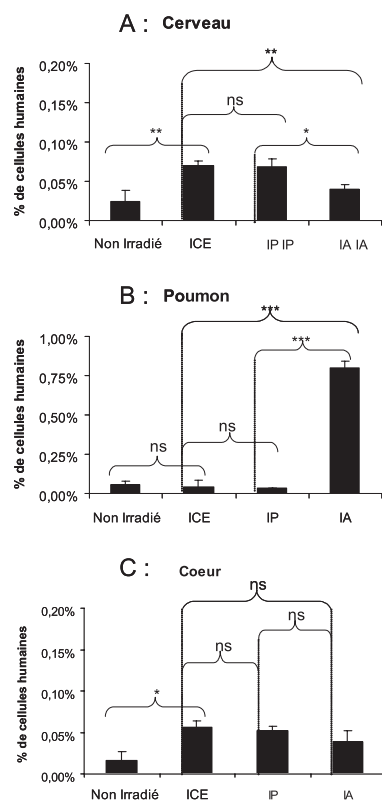 A : Cerveau
% de cellules humaines
0,20%
0,15%
0,10%
0,05%
0,00%
**
ns
**
*
Non Irradié ICE IP IP IA IA
B : Poumon
% de cellules humaines
1,00%
0,75%
0,50%
0,25%
0,00%
***
***
ns
ns
Non Irradié ICE IP IA
C : Coeur
% de cellules humaines
0,20%
0,15%
0,10%
0,05%
0,00%
ns
ns
ns
*
Non Irradié ICE IP IA